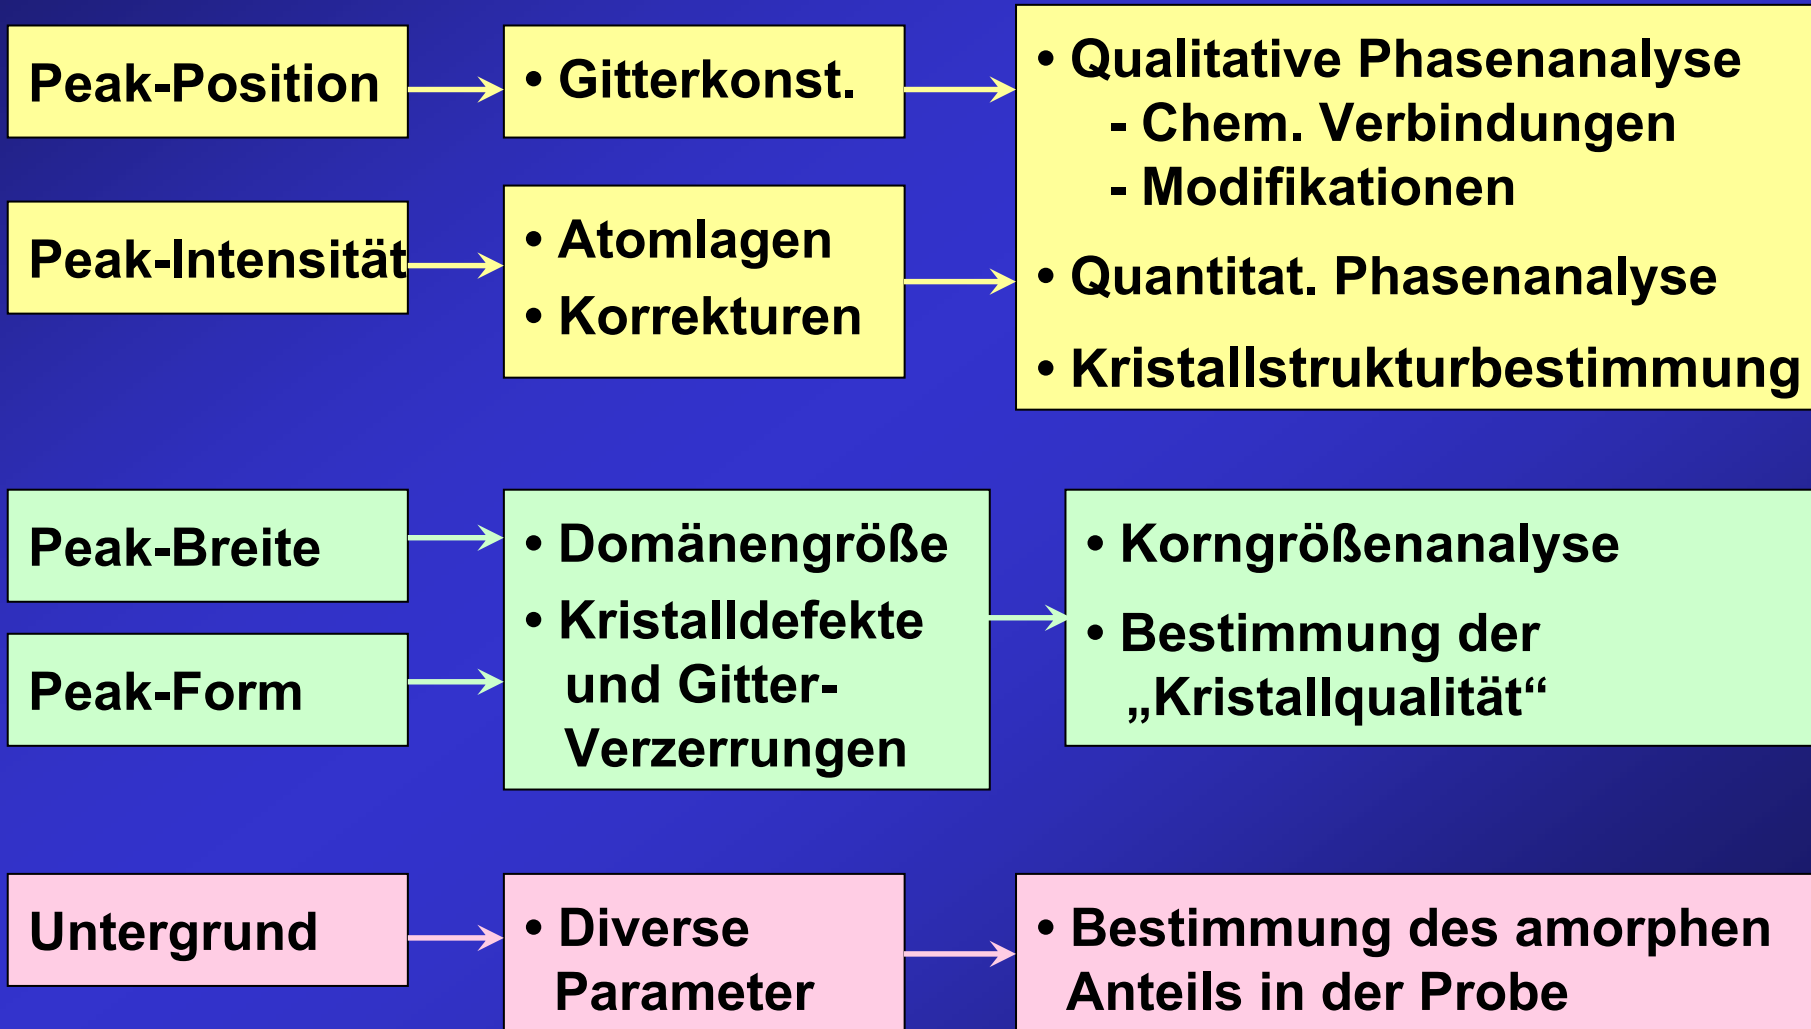 Peak-Position
• Gitterkonst.
• Qualitative Phasenanalyse
- Chem. Verbindungen
- Modifikationen
Peak-Intensität
• Atomlagen
• Korrekturen
• Quantitat. Phasenanalyse
• Kristallstrukturbestimmung
Peak-Breite
Peak-Form
• Domänengröße
• Kristalldefekte
und Gitter-
Verzerrungen
• Korngrößenanalyse
• Bestimmung der
„Kristallqualität“
Untergrund
• Diverse
Parameter
• Bestimmung des amorphen
Anteils in der Probe